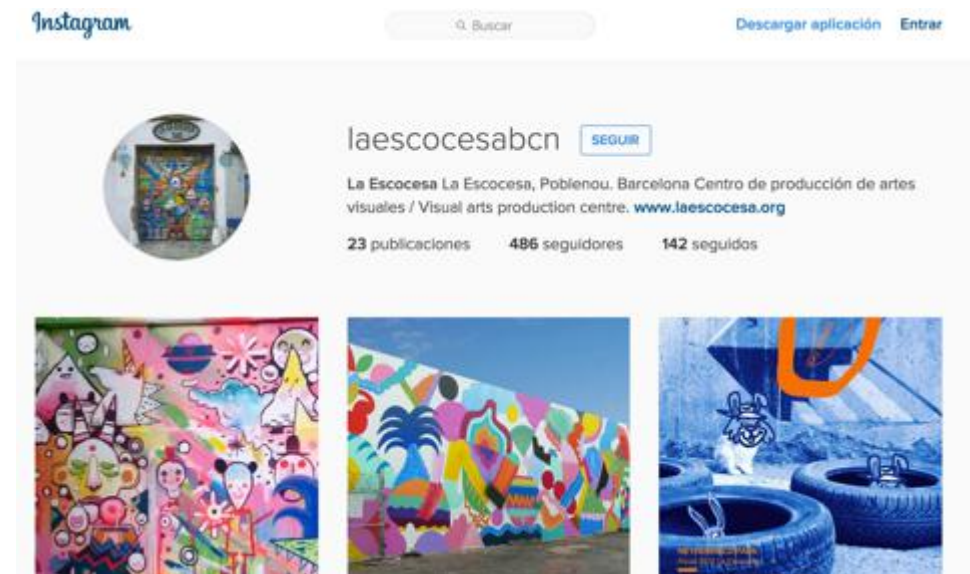 Instagram
Buscar
Descargar aplicación
Entrar
laescocesabcn
SEGUIR
La Escocesa La Escocesa, Poblenou. Barcelona Centro de producción de artes
visuales / Visual arts production centre. www.laescocesa.org
23 publicaciones 486 seguidores 142 seguidos